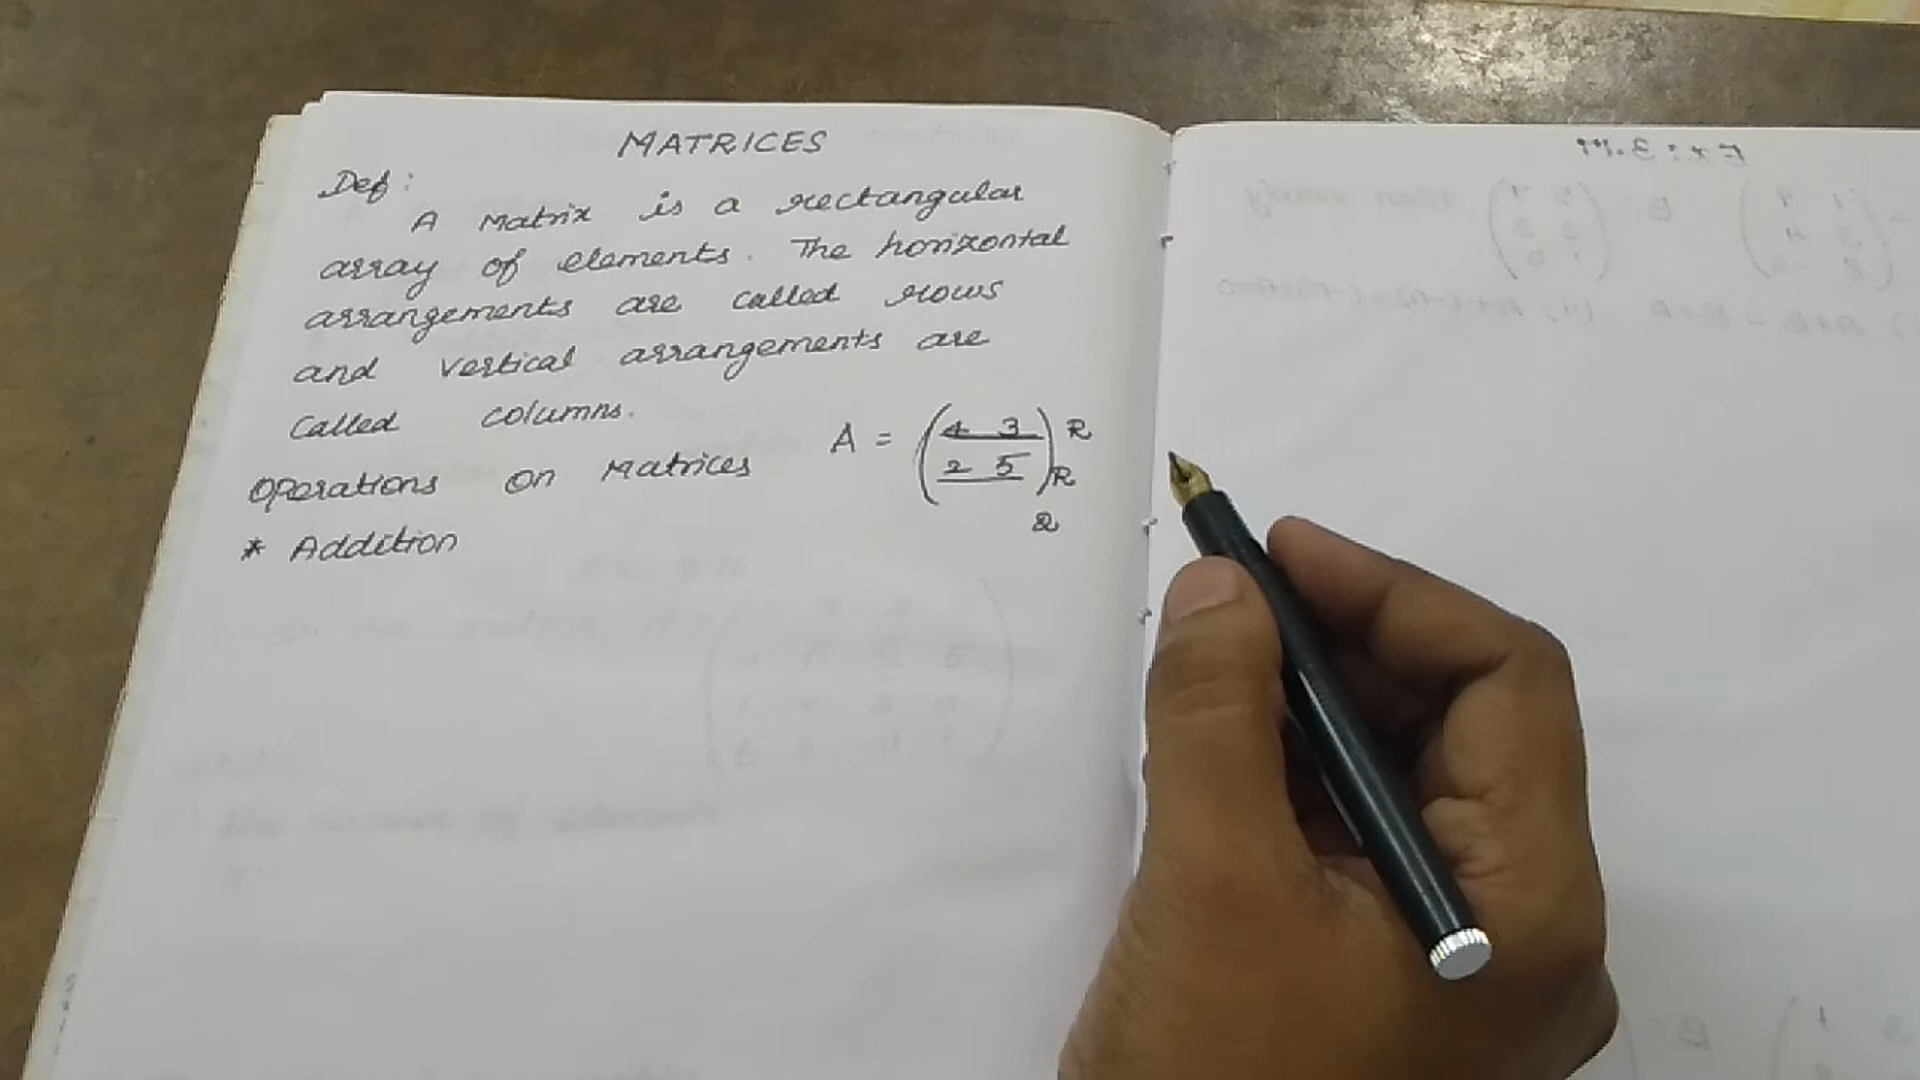 MATRICES
Def:
A Matrix is a rectangular
array of elements. The horizontal
arrangements are called rows
and vertical arrangements are
called columns.
A = (4 3) R
(2 5) R
2
Operations on Matrices
* Addition